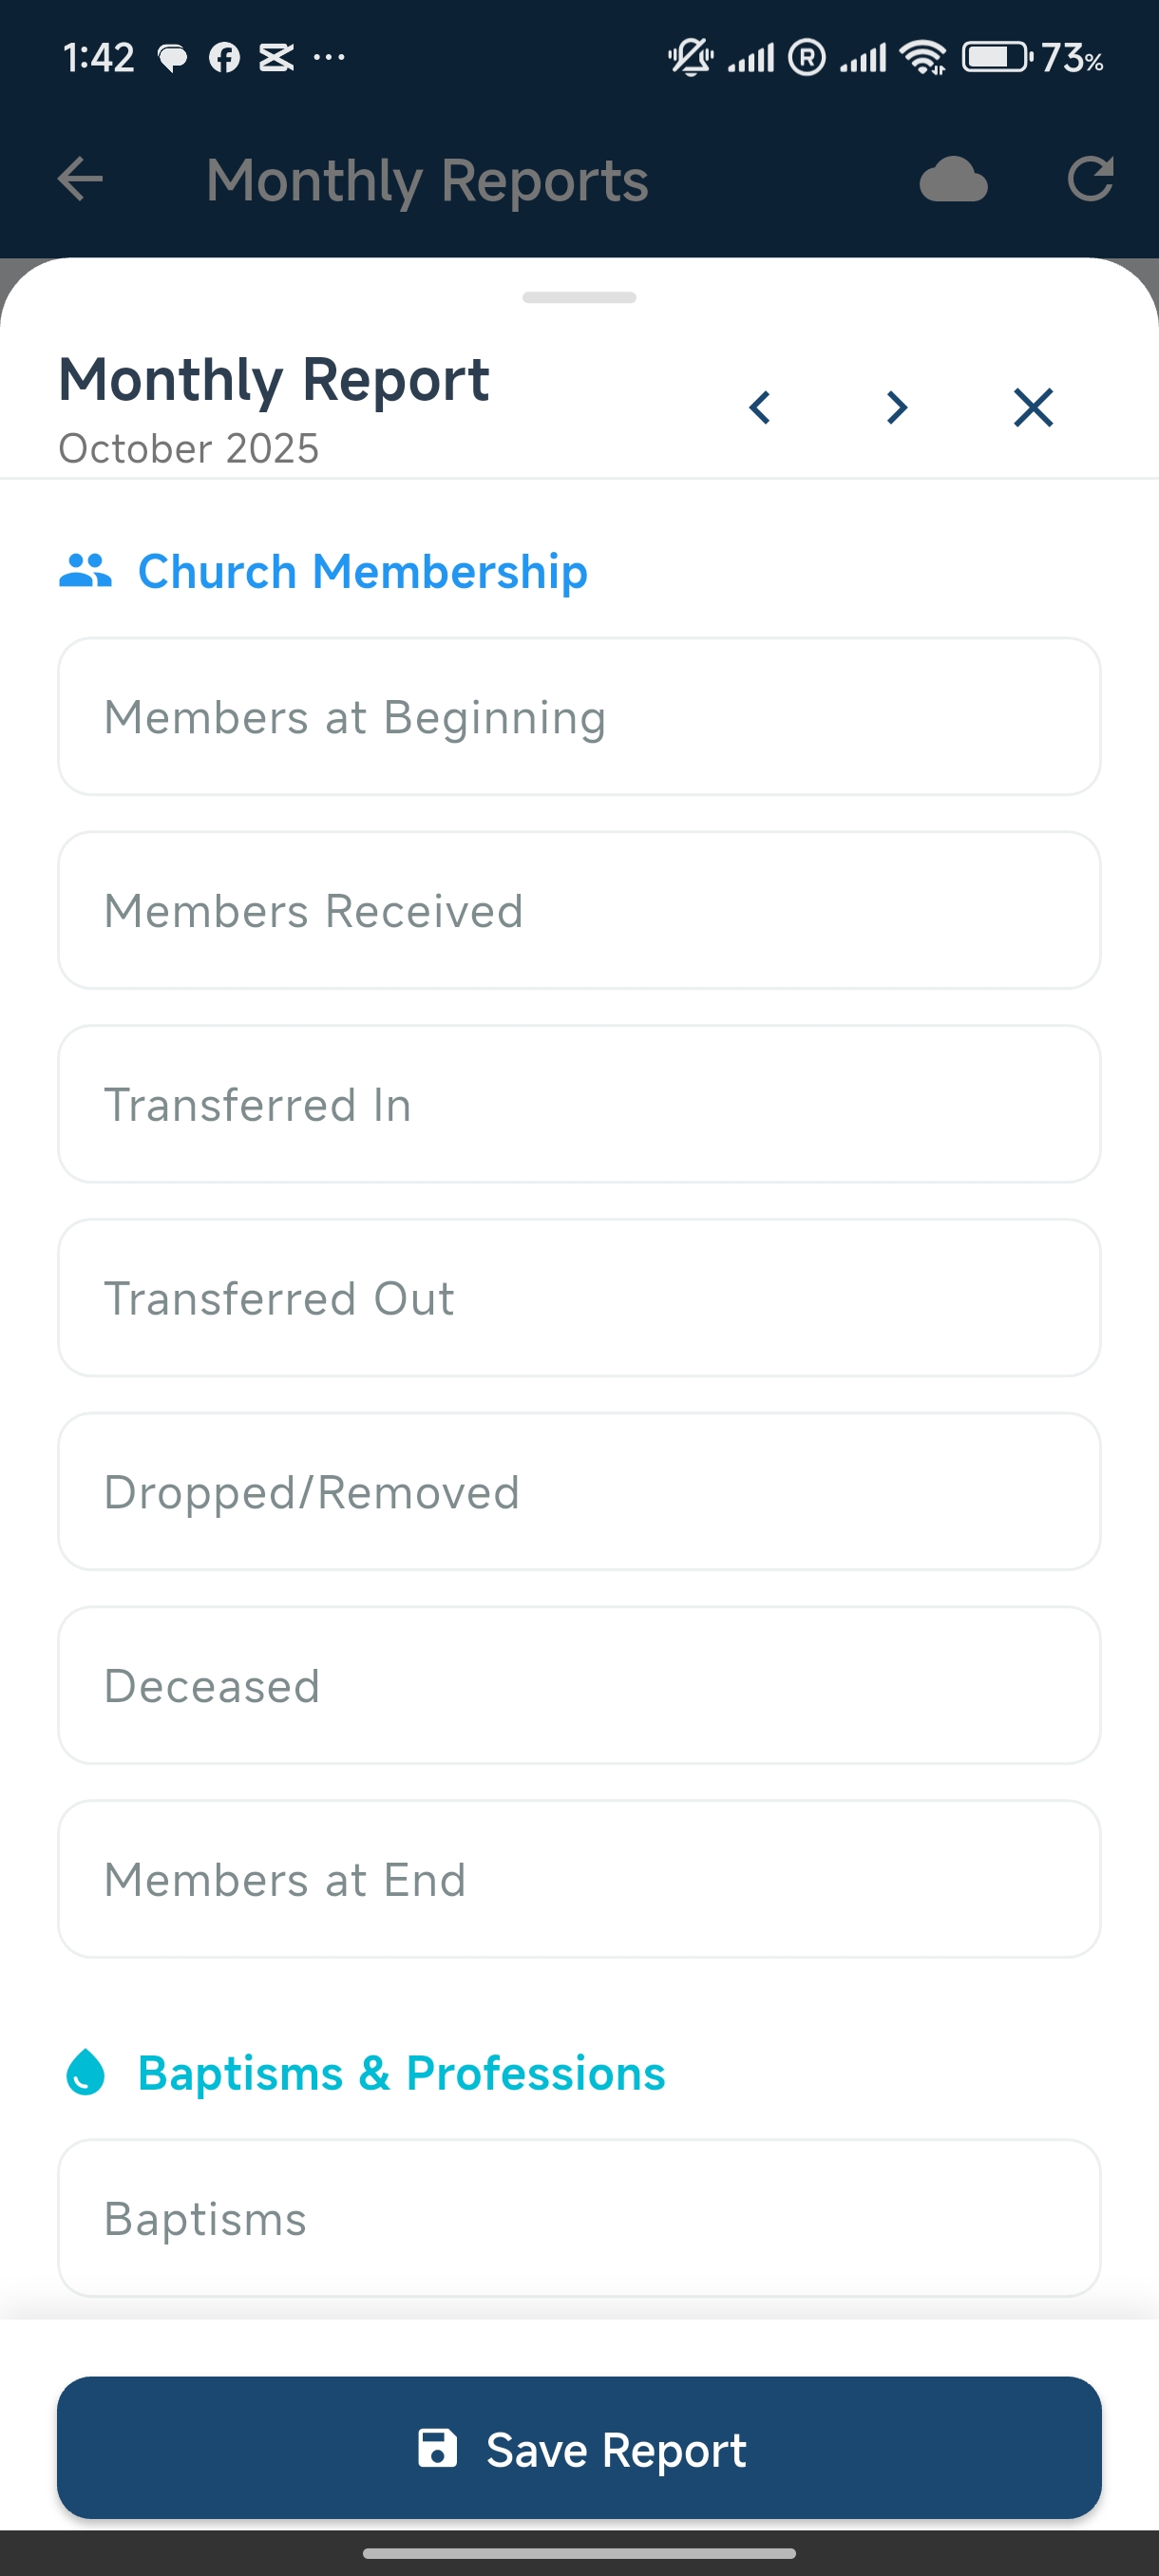 1:42
73%
Monthly Reports
Monthly Report
October 2025
Church Membership
Members at Beginning
Members Received
Transferred In
Transferred Out
Dropped/Removed
Deceased
Members at End
Baptisms & Professions
Baptisms
Save Report